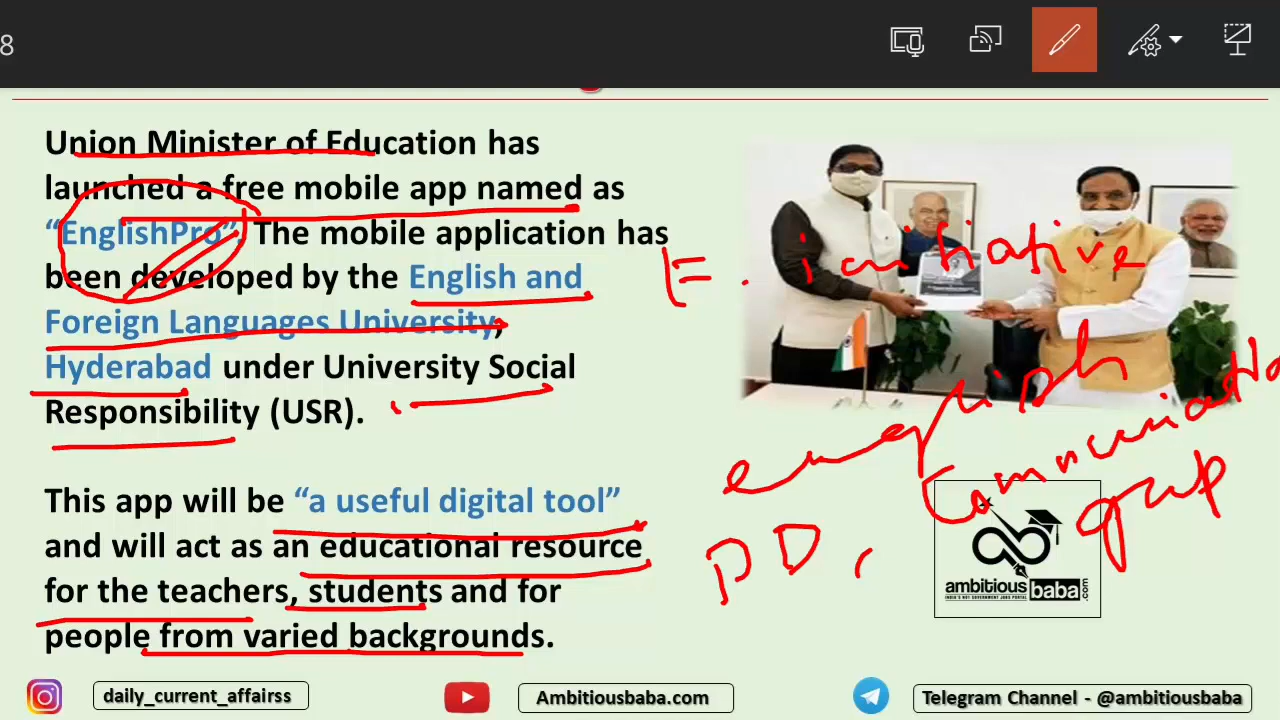 8
Union Minister of Education has
launched a free mobile app named as
“EnglishPro”. The mobile application has
been developed by the English and
Foreign Languages University,
Hyderabad under University Social
Responsibility (USR).
This app will be “a useful digital tool”
and will act as an educational resource
for the teachers, students and for
people from varied backgrounds.
E. initiative
english
PD,
gap
ambitious baba .com
daily_current_affairss
Ambitiousbaba.com
Telegram Channel - @ambitiousbaba